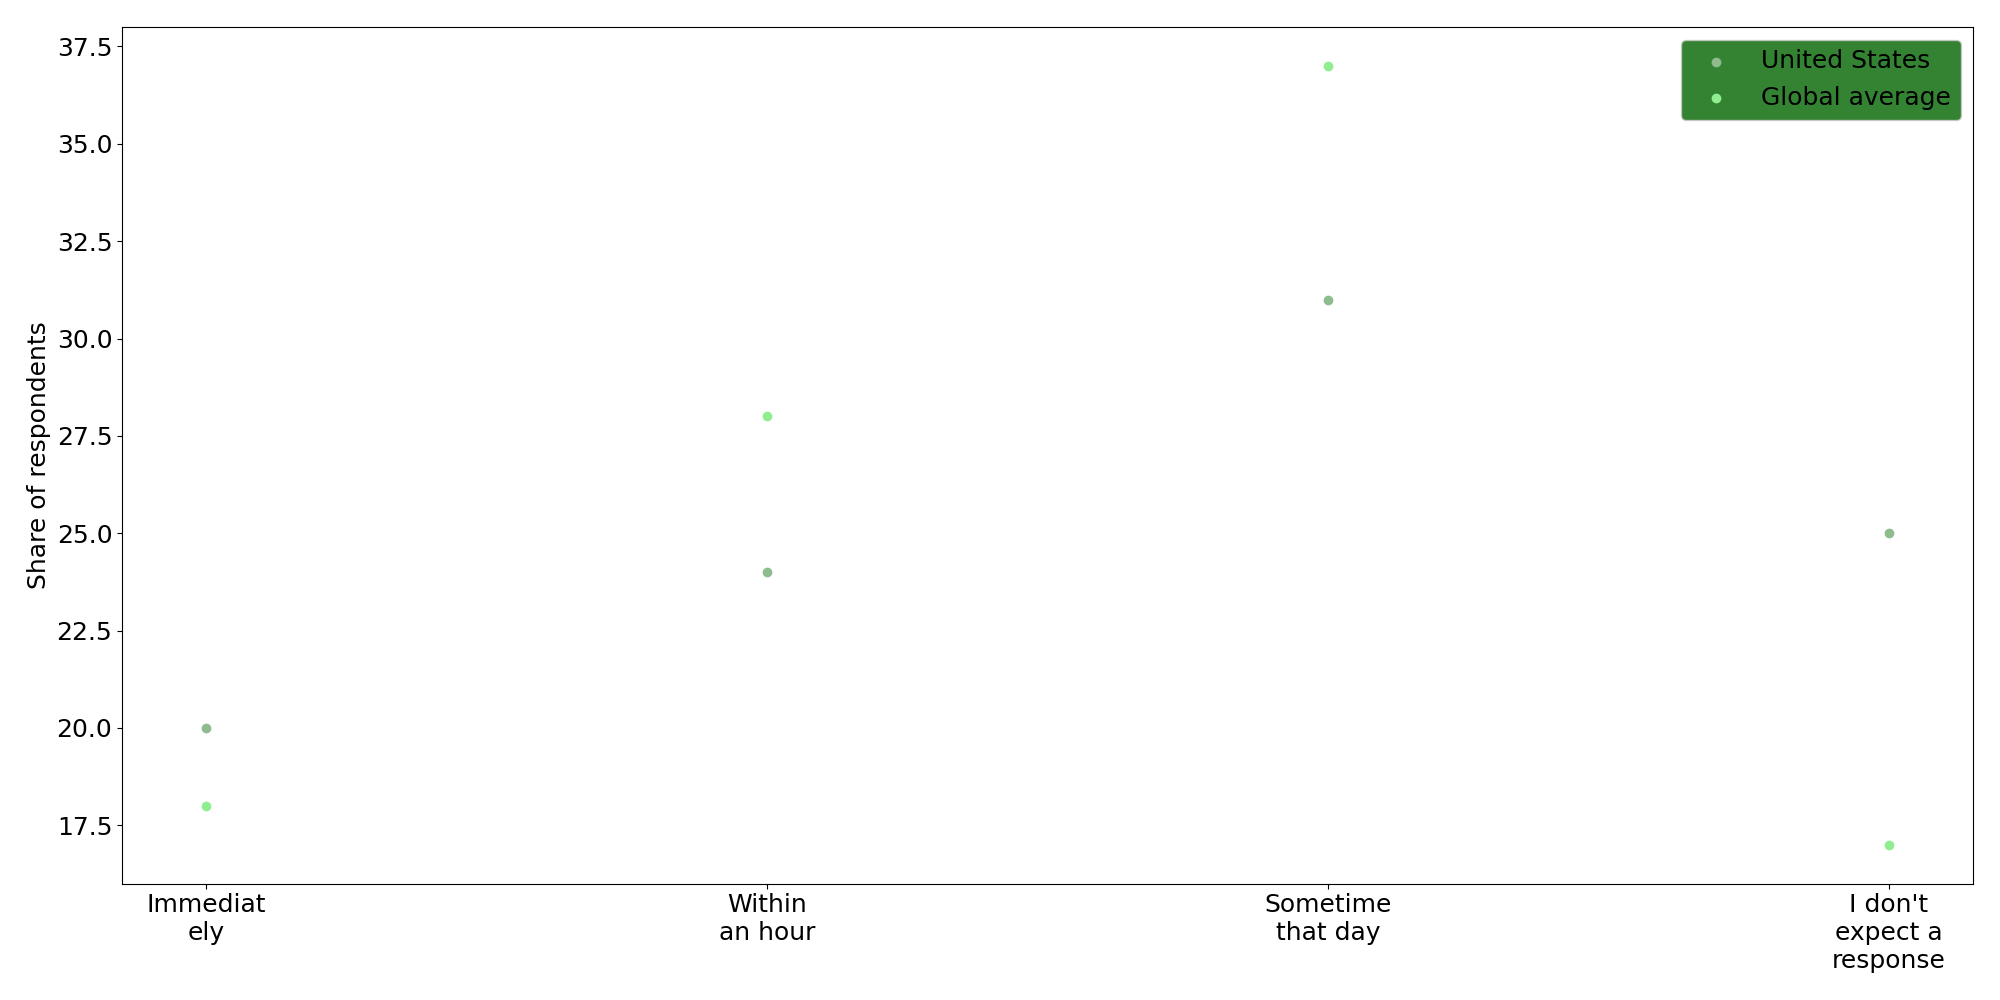 37.5
35.0
32.5
30.0
27.5
25.0
22.5
20.0
17.5
Share of respondents
United States
Global average
Immediat
ely
Within
an hour
Sometime
that day
I don't
expect a
response